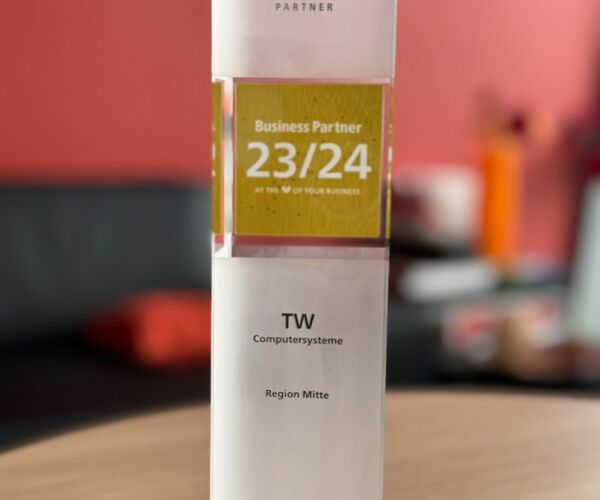 PARTNER
Business Partner
23/24
AT THE ♥ OF YOUR BUSINESS
TW
Computersysteme
Region Mitte